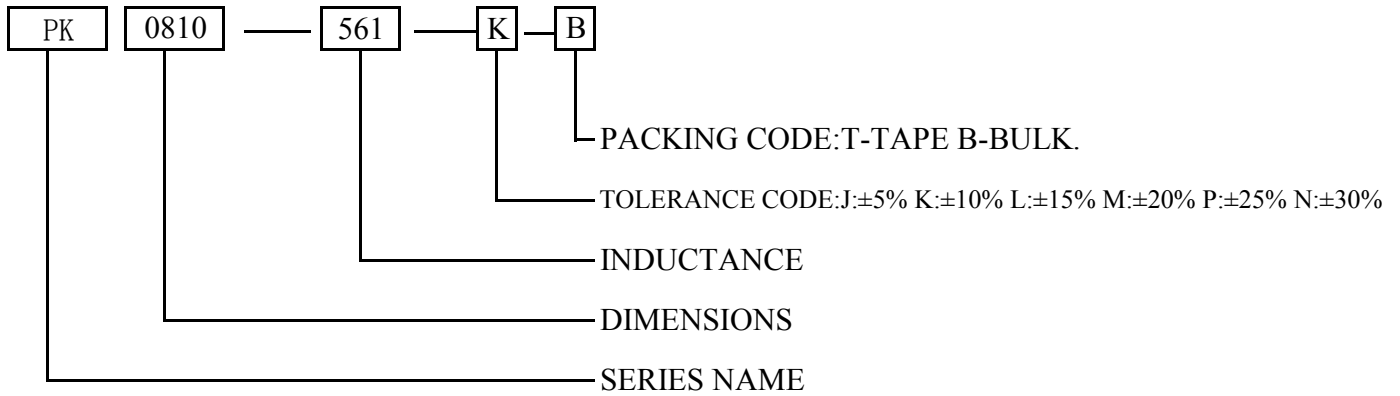 PK 0810 — 561 — K — B
PACKING CODE:T-TAPE B-BULK.
TOLERANCE CODE:J:±5% K:±10% L:±15% M:±20% P:±25% N:±30%
INDUCTANCE
DIMENSIONS
SERIES NAME